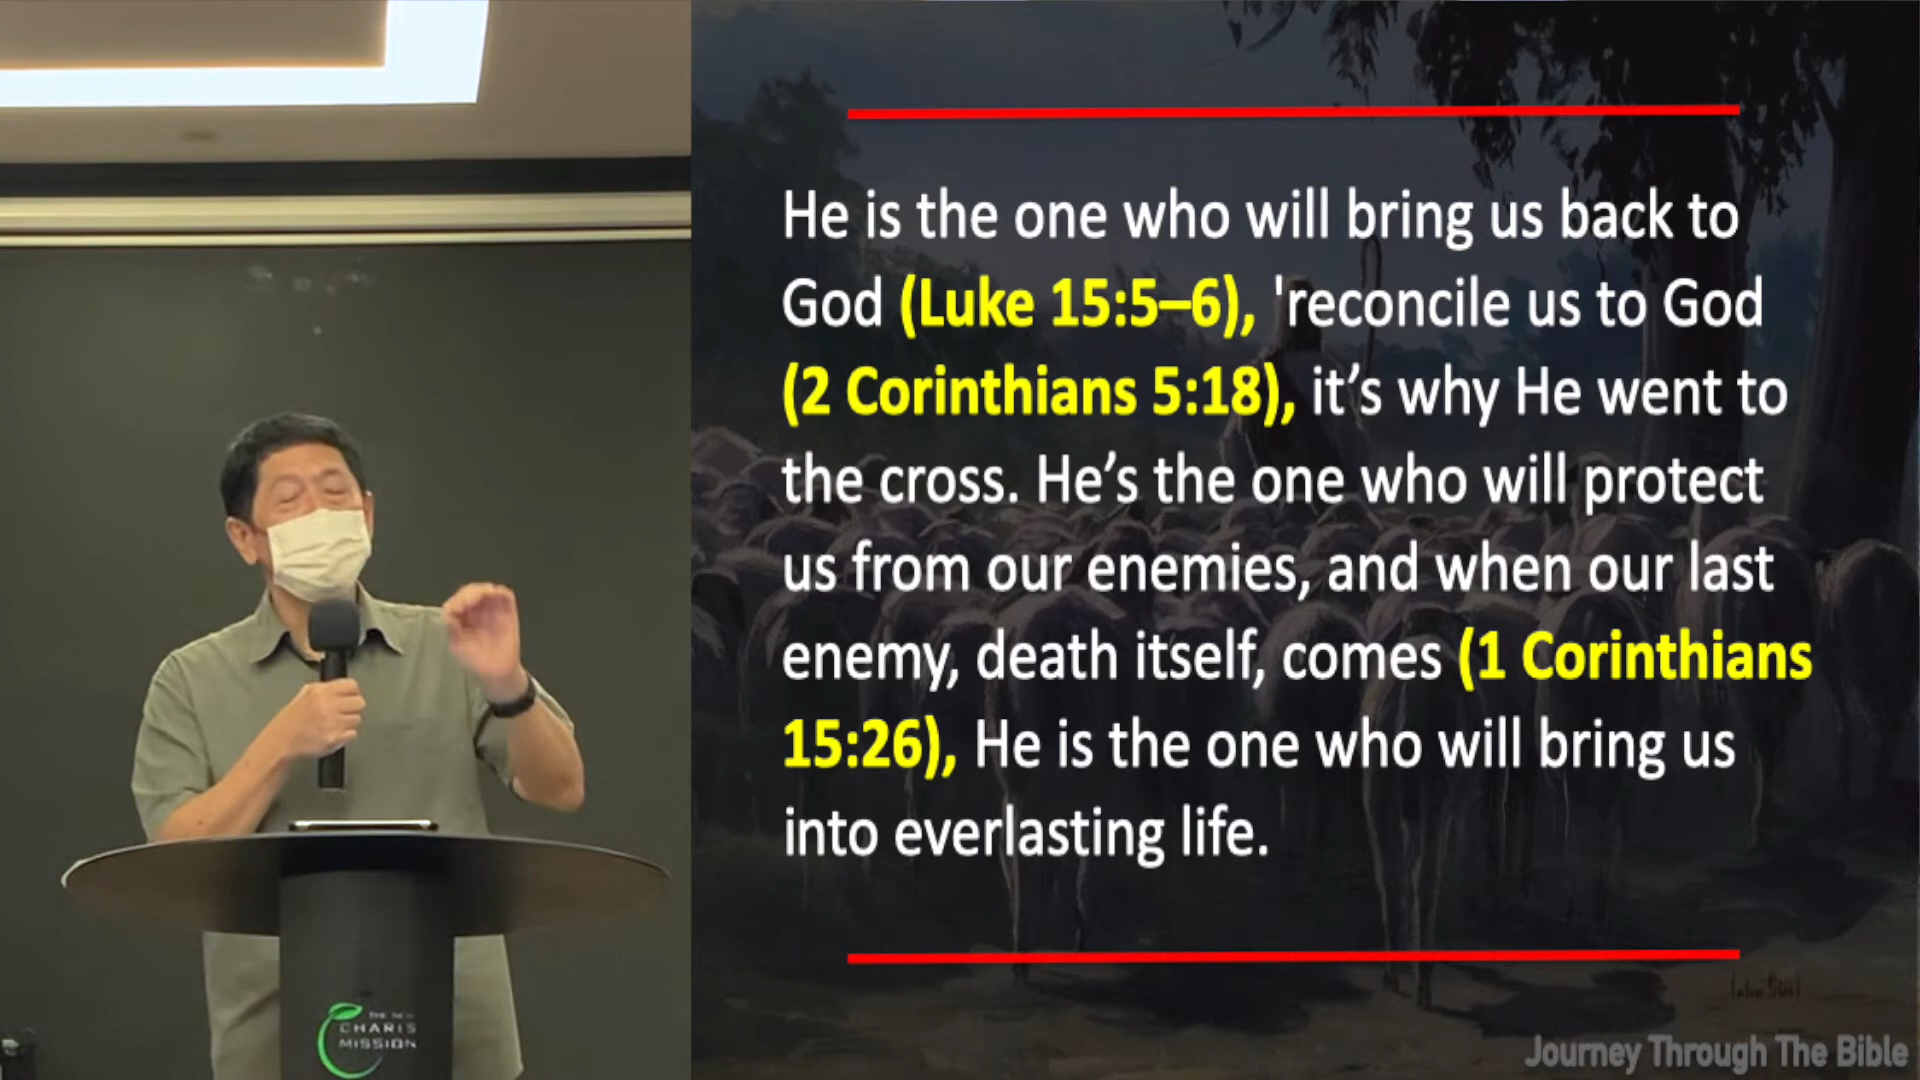 He is the one who will bring us back to
God (Luke 15:5–6), 'reconcile us to God
(2 Corinthians 5:18), it’s why He went to
the cross. He’s the one who will protect
us from our enemies, and when our last
enemy, death itself, comes (1 Corinthians
15:26), He is the one who will bring us
into everlasting life.
THE NEW
CHARIS
MISSION
Journey Through The Bible